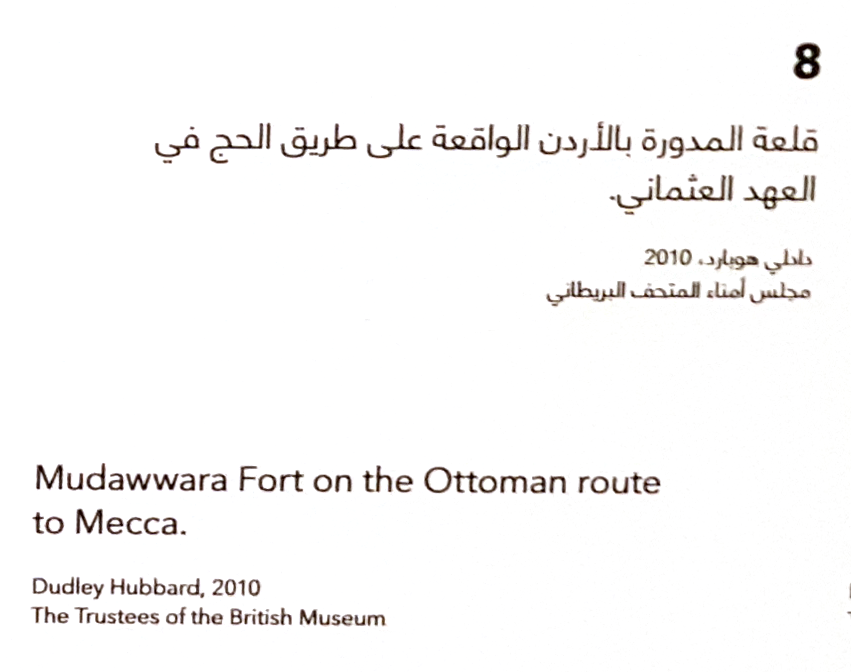 8
قلعة المدورة بالأردن الواقعة على طريق الحج في
العهد العثماني.
دادلي هوبارد، 2010
مجلس أمناء المتحف البريطاني
Mudawwara Fort on the Ottoman route
to Mecca.
Dudley Hubbard, 2010
The Trustees of the British Museum